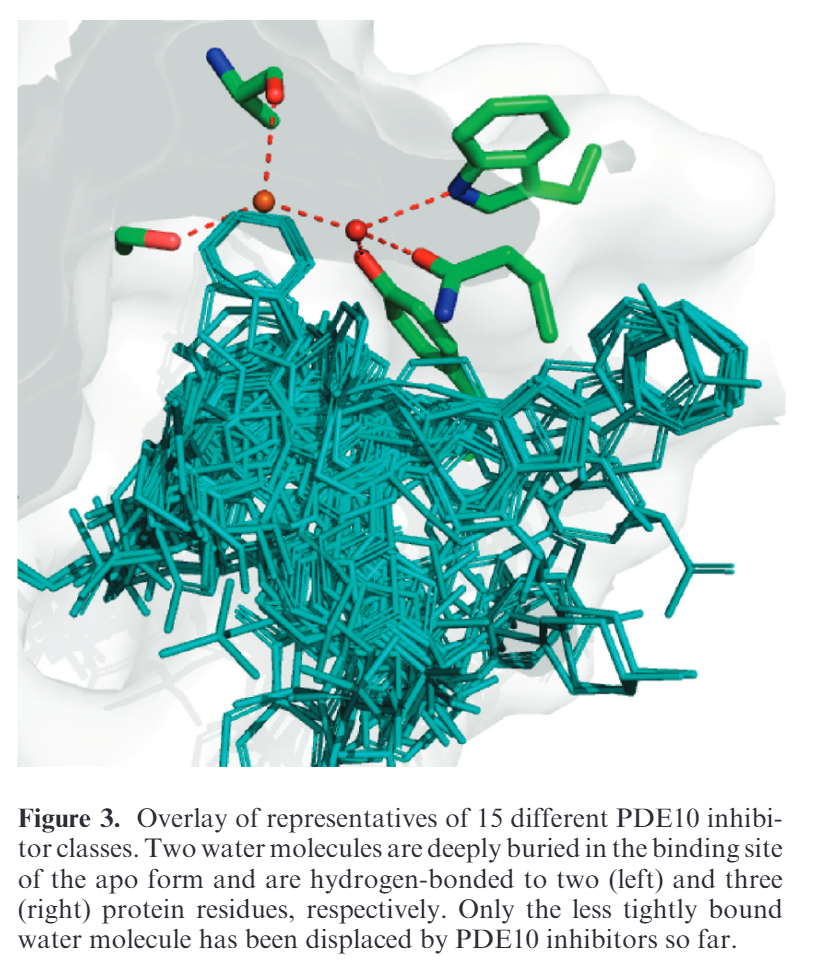 Figure 3. Overlay of representatives of 15 different PDE10 inhibi-
tor classes. Two water molecules are deeply buried in the binding site
of the apo form and are hydrogen-bonded to two (left) and three
(right) protein residues, respectively. Only the less tightly bound
water molecule has been displaced by PDE10 inhibitors so far.